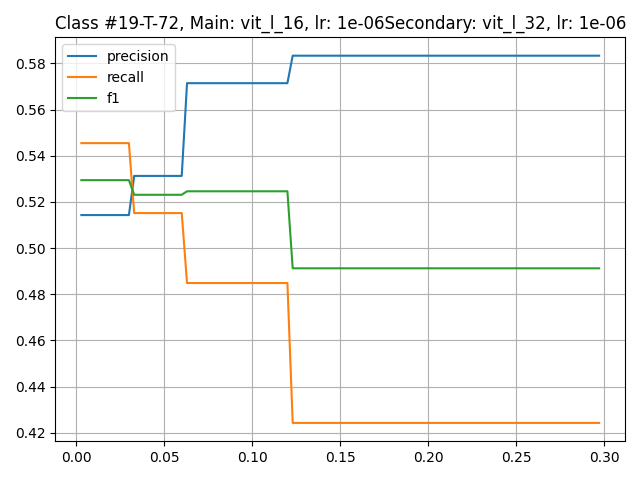 Class #19-T-72, Main: vit_l_16, lr: 1e-06Secondary: vit_l_32, lr: 1e-06
precision
recall
f1
0.58
0.56
0.54
0.52
0.50
0.48
0.46
0.44
0.42
0.00 0.05 0.10 0.15 0.20 0.25 0.30